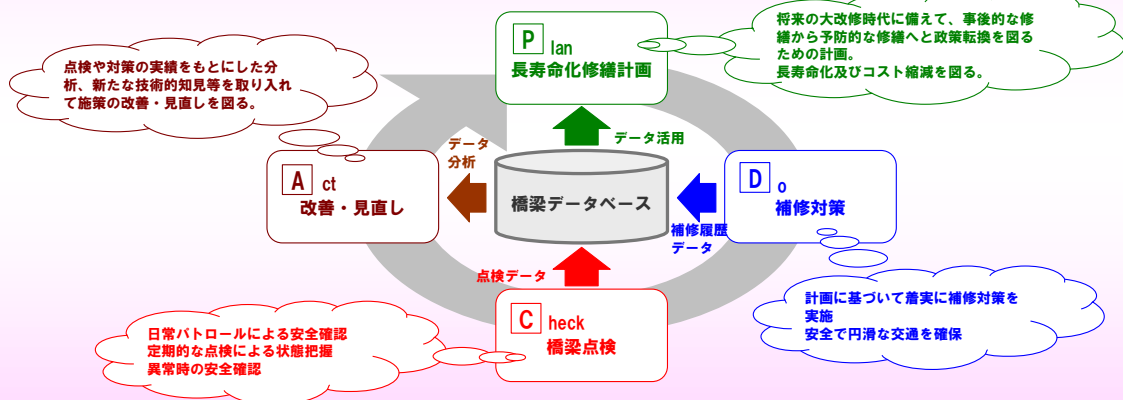 将来の大改修時代に備えて、事後的な修
繕から予防的な修繕へと政策転換を図る
ための計画。
長寿命化及びコスト縮減を図る。
Plan
長寿命化修繕計画
点検や対策の実績をもとにした分
析、新たな技術的知見等を取り入れ
て施策の改善・見直しを図る。
データ
分析
データ活用
Act
改善・見直し
橋梁データベース
Do
補修対策
補修履歴
データ
点検データ
Check
橋梁点検
計画に基づいて着実に補修対策を
実施
安全で円滑な交通を確保
日常パトロールによる安全確認
定期的な点検による状態把握
異常時の安全確認